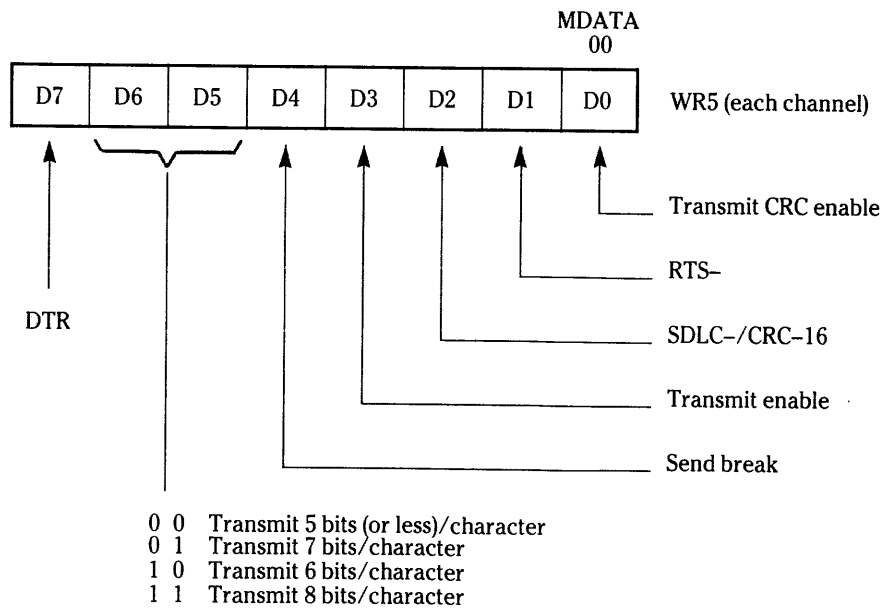 MDATA
00
D7 D6 D5 D4 D3 D2 D1 D0 WR5 (each channel)
Transmit CRC enable
RTS–
DTR
SDLC–/CRC–16
Transmit enable
Send break
0 0 Transmit 5 bits (or less)/character
0 1 Transmit 7 bits/character
1 0 Transmit 6 bits/character
1 1 Transmit 8 bits/character